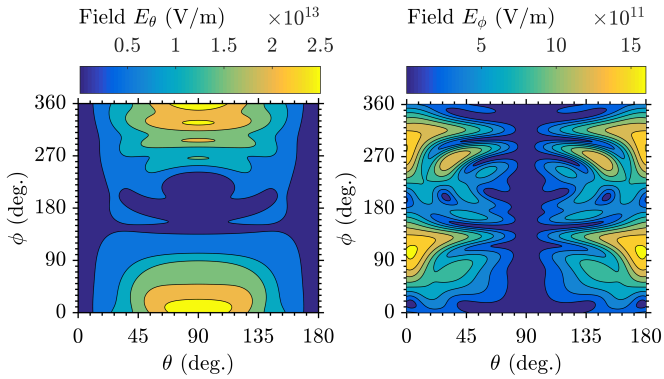 Field E_θ (V/m) ×10^13
0.5 1 1.5 2 2.5
360
270
180
90
0
ϕ (deg.)
0 45 90 135 180
θ (deg.)
Field E_ϕ (V/m) ×10^11
5 10 15
360
270
180
90
0
ϕ (deg.)
0 45 90 135 180
θ (deg.)